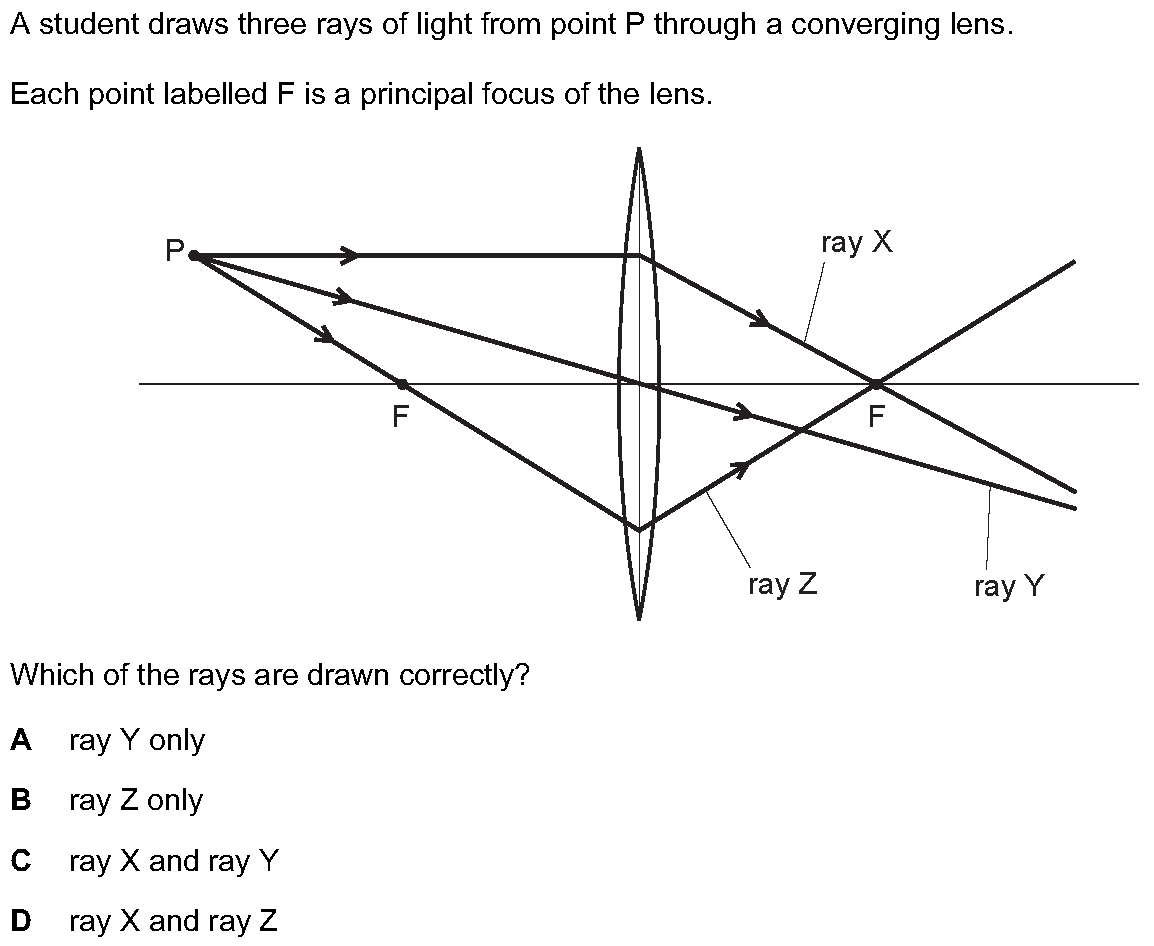 A student draws three rays of light from point P through a converging lens.
Each point labelled F is a principal focus of the lens.
ray X
P
F
F
ray Z
ray Y
Which of the rays are drawn correctly?
A ray Y only
B ray Z only
C ray X and ray Y
D ray X and ray Z